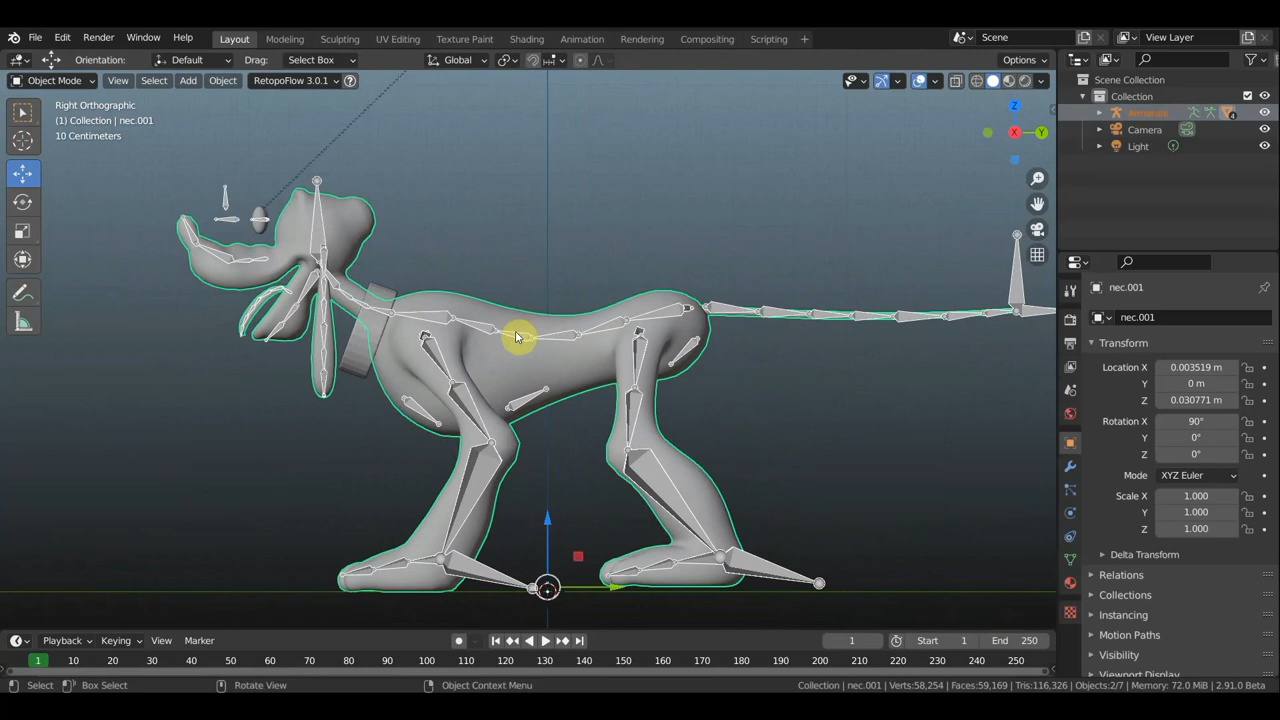 File Edit Render Window Help Layout Modeling Sculpting UV Editing Texture Paint Shading Animation Rendering Compositing Scripting + Scene View Layer
Orientation: Default Drag: Select Box Global Options
Object Mode View Select Add Object RetopoFlow 3.0.1 Scene Collection
Collection
Right Orthographic
(1) Collection | nec.001
10 Centimeters
Armature
4
Camera
Light
Z
X
Y
nec.001
nec.001
Transform
Location X 0.003519 m
Y 0 m
Z 0.030771 m
Rotation X 90°
Y 0°
Z 0°
Mode XYZ Euler
Scale X 1.000
Y 1.000
Z 1.000
Delta Transform
Relations
Collections
Instancing
Motion Paths
Visibility
Viewport Display
Playback Keying View Marker 1 Start 1 End 250
1 10 20 30 40 50 60 70 80 90 100 110 120 130 140 150 160 170 180 190 200 210 220 230 240 250
Select Box Select Rotate View Object Context Menu Collection | nec.001 | Verts:58,254 | Faces:59,169 | Tris:116,326 | Objects:2/7 | Memory: 72.0 MiB | 2.91.0 Beta